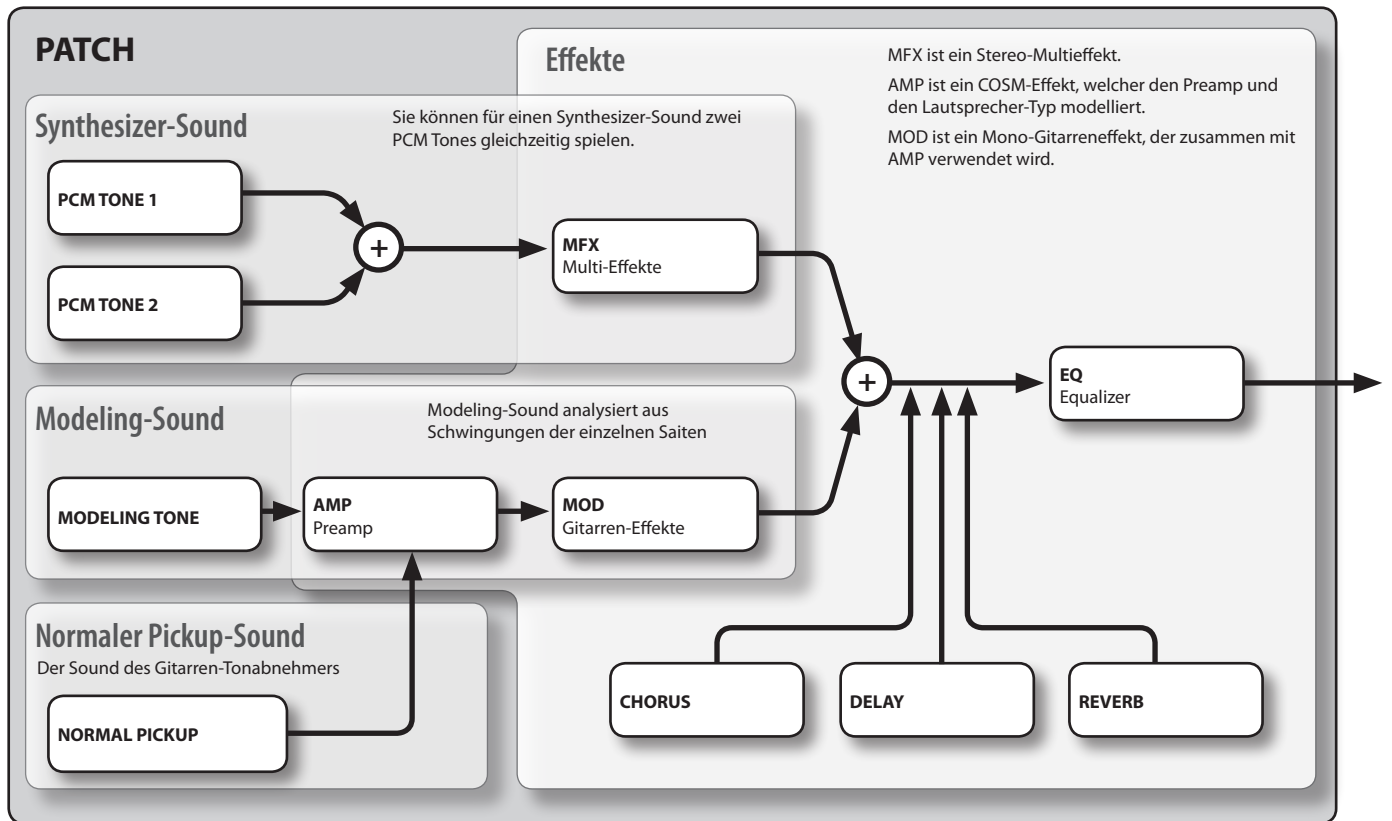 PATCH
Effekte
MFX ist ein Stereo-Multieffekt.
AMP ist ein COSM-Effekt, welcher den Preamp und
den Lautsprecher-Typ modelliert.
MOD ist ein Mono-Gitarreneffekt, der zusammen mit
AMP verwendet wird.
Synthesizer-Sound
Sie können für einen Synthesizer-Sound zwei
PCM Tones gleichzeitig spielen.
PCM TONE 1
PCM TONE 2
+
MFX
Multi-Effekte
+
EQ
Equalizer
Modeling-Sound
Modeling-Sound analysiert aus
Schwingungen der einzelnen Saiten
MODELING TONE
AMP
Preamp
MOD
Gitarren-Effekte
Normaler Pickup-Sound
Der Sound des Gitarren-Tonabnehmers
NORMAL PICKUP
CHORUS
DELAY
REVERB